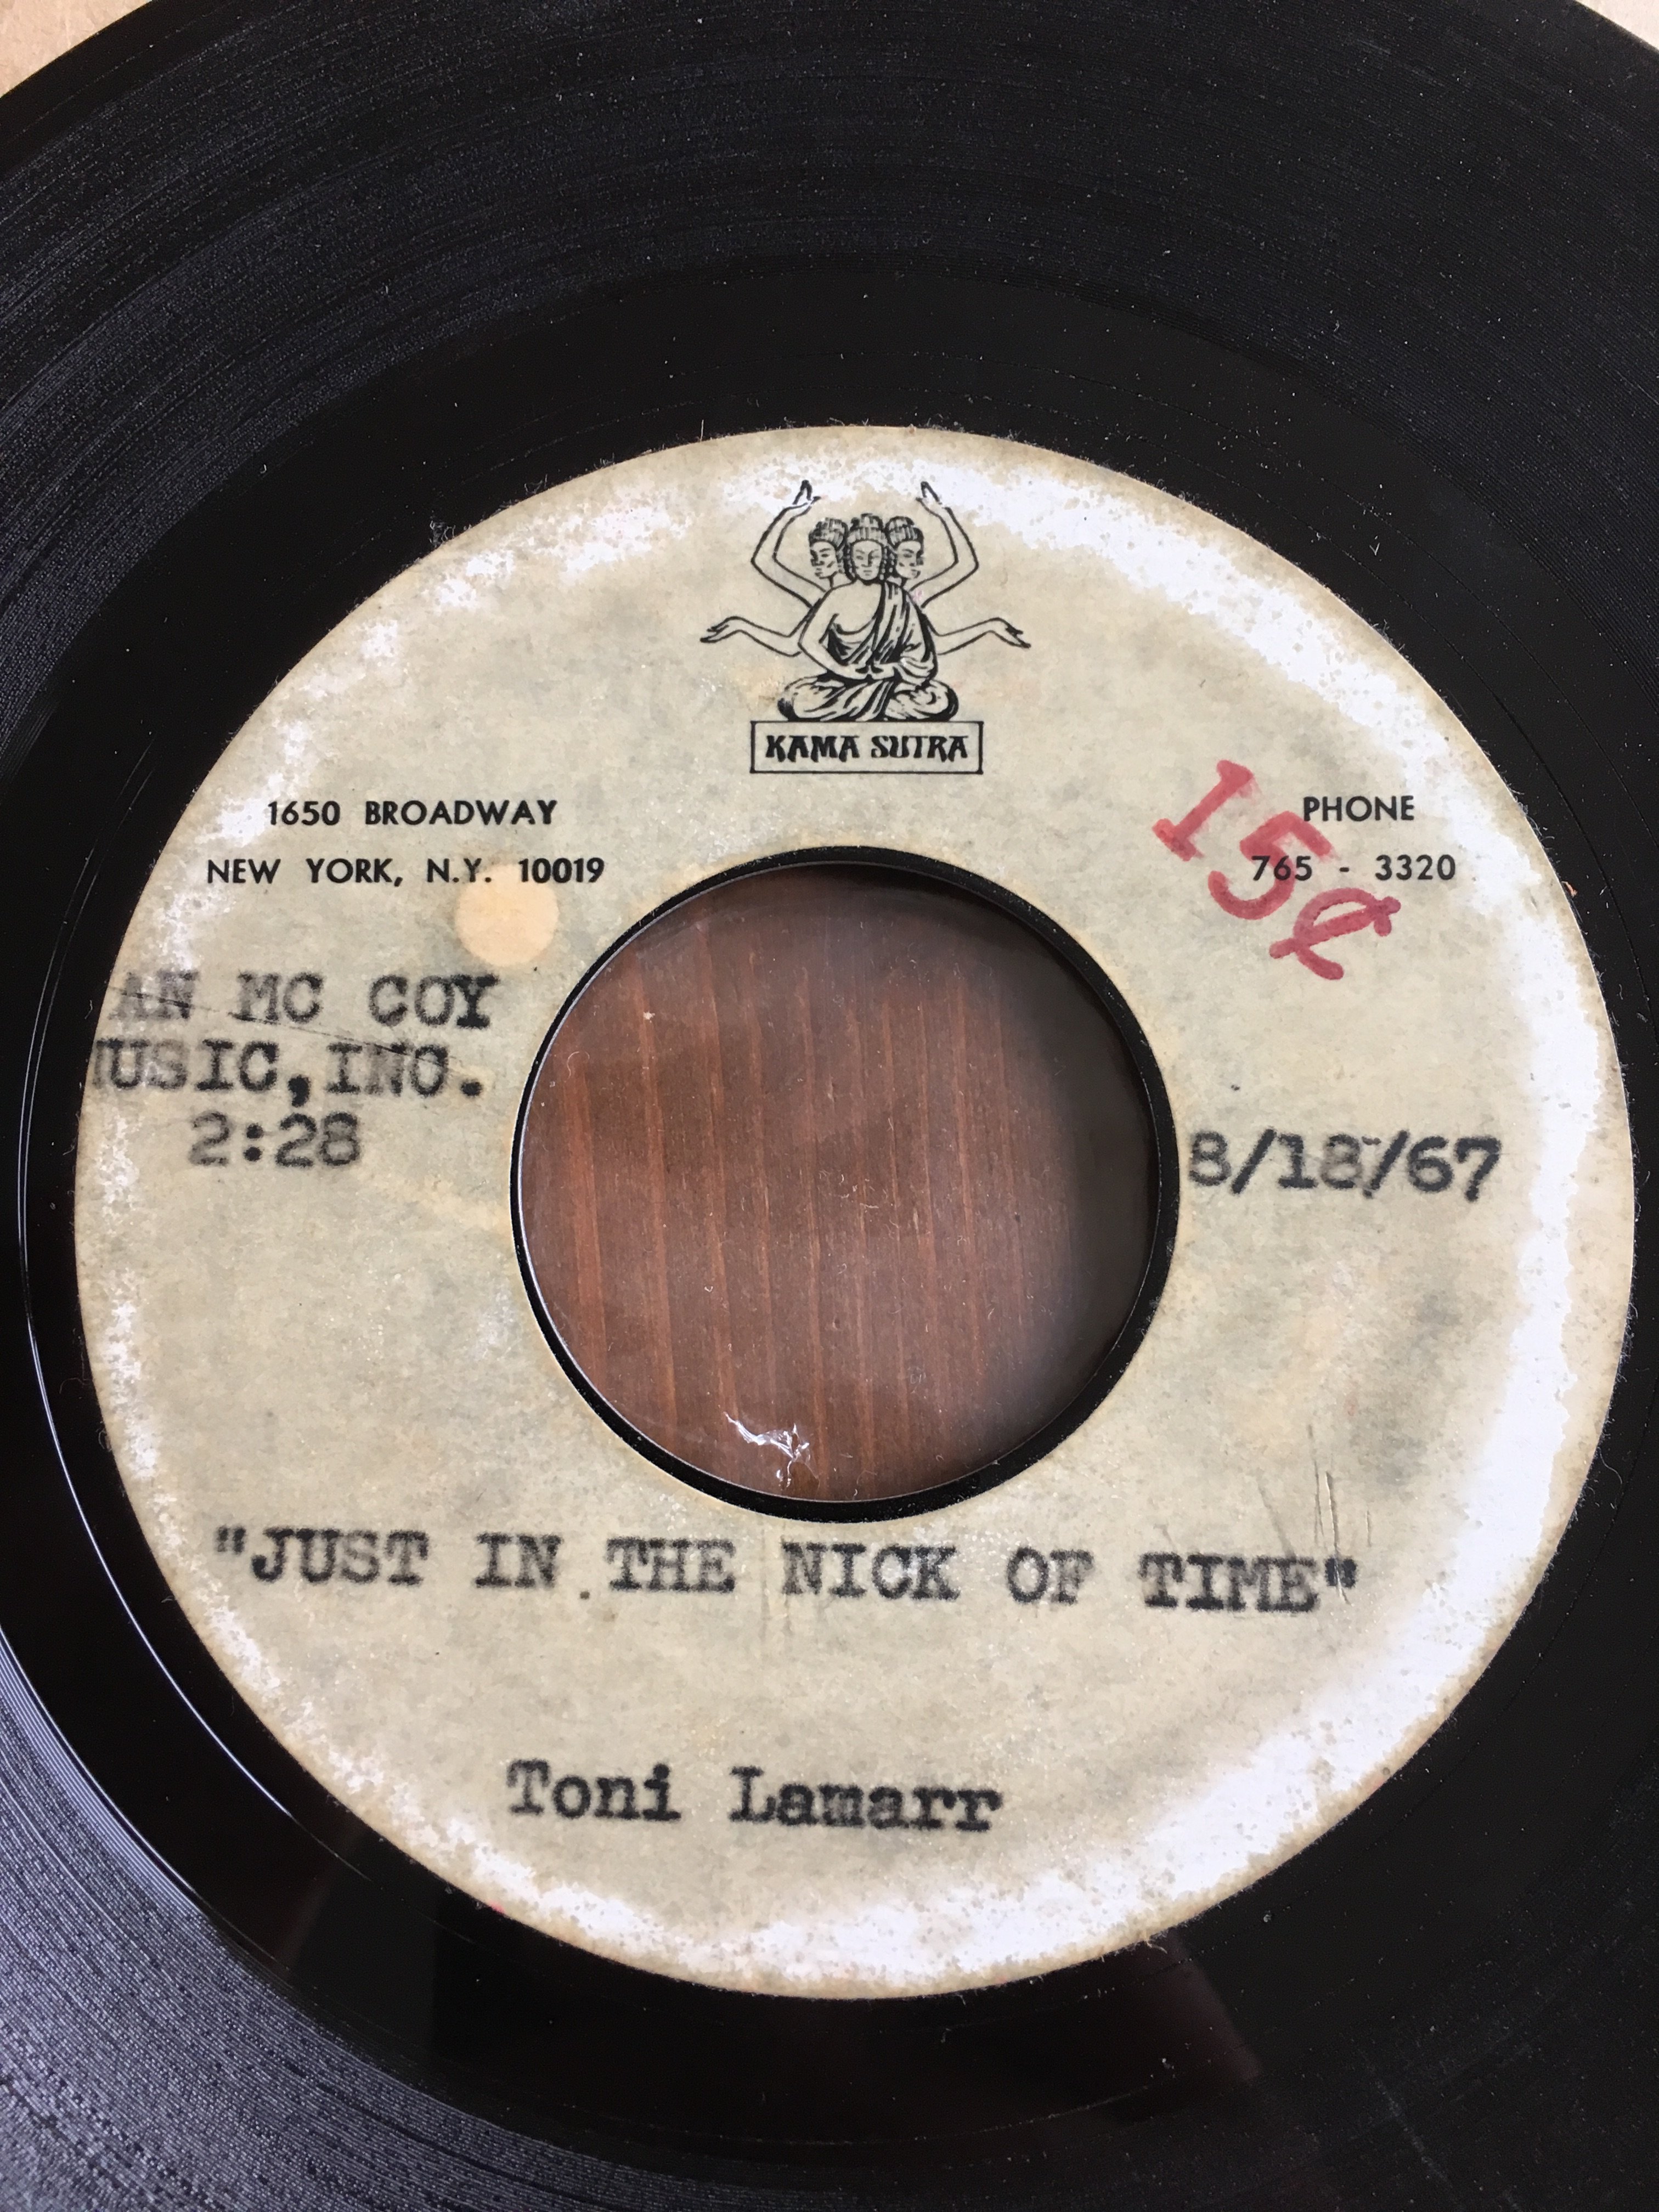 KAMA SUTRA
1650 BROADWAY
NEW YORK, N.Y. 10019
PHONE
765 - 3320
15¢
AN MC COY
USIC,INC.
2:28
8/18/67
"JUST IN THE NICK OF TIME"
Toni Lamarr